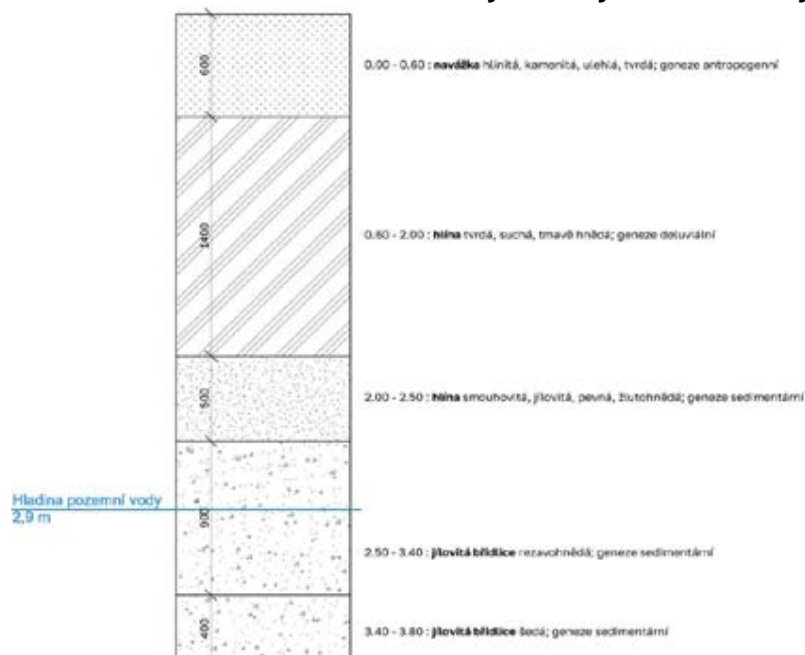 600
0.00 - 0.60 : navážka hlinitá, kamenitá, ulehlá, tvrdá; geneze antropogenní
1400
0.60 - 2.00 : hlína tvrdá, suchá, tmavě hnědá; geneze deluviální
500
2.00 - 2.50 : hlína smouhovitá, jílovitá, pevná, žlutohnědá; geneze sedimentární
Hladina pozemní vody
2,9 m
900
2.50 - 3.40 : jílovitá břidlice rezavohnědá; geneze sedimentární
400
3.40 - 3.80 : jílovitá břidlice šedá; geneze sedimentární